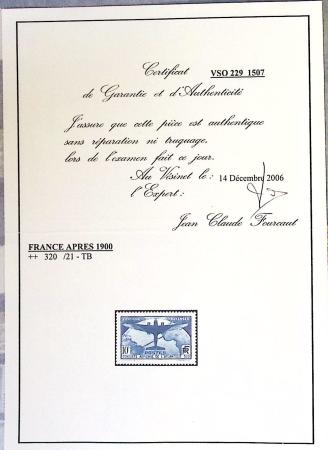 Certificat VSO 229 1507
de Garantie et d'Authenticité
J'assure que cette pièce est authentique
sans réparation ni truquage,
lors de l'examen fait ce jour.
Au Vésinet le: 14 Décembre 2006
l'Expert:
Jean Claude Fourcaut
FRANCE APRES 1900
++ 320 /21 - TB
10F
POSTES